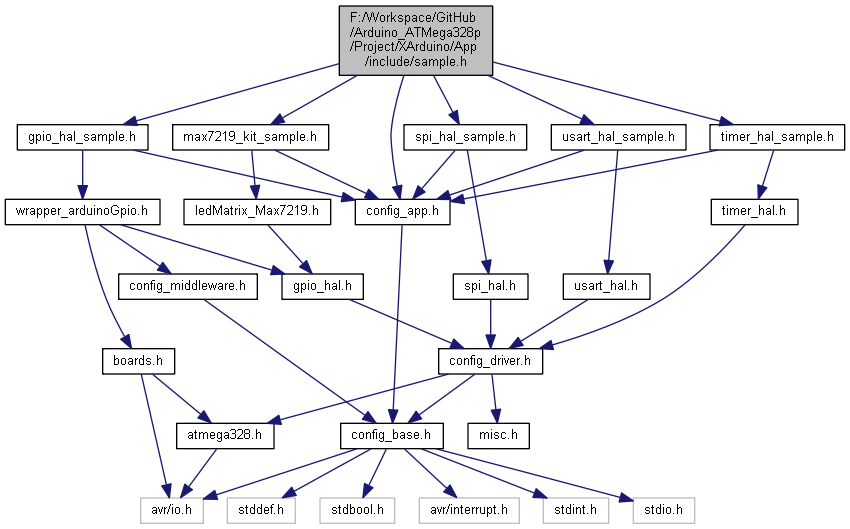 F:/Workspace/GitHub
/Arduino_ATMega328p
/Project/XArduino/App
/include/sample.h
gpio_hal_sample.h
max7219_kit_sample.h
spi_hal_sample.h
usart_hal_sample.h
timer_hal_sample.h
wrapper_arduinoGpio.h
ledMatrix_Max7219.h
config_app.h
timer_hal.h
config_middleware.h
gpio_hal.h
spi_hal.h
usart_hal.h
boards.h
config_driver.h
atmega328.h
config_base.h
misc.h
avr/io.h
stddef.h
stdbool.h
avr/interrupt.h
stdint.h
stdio.h